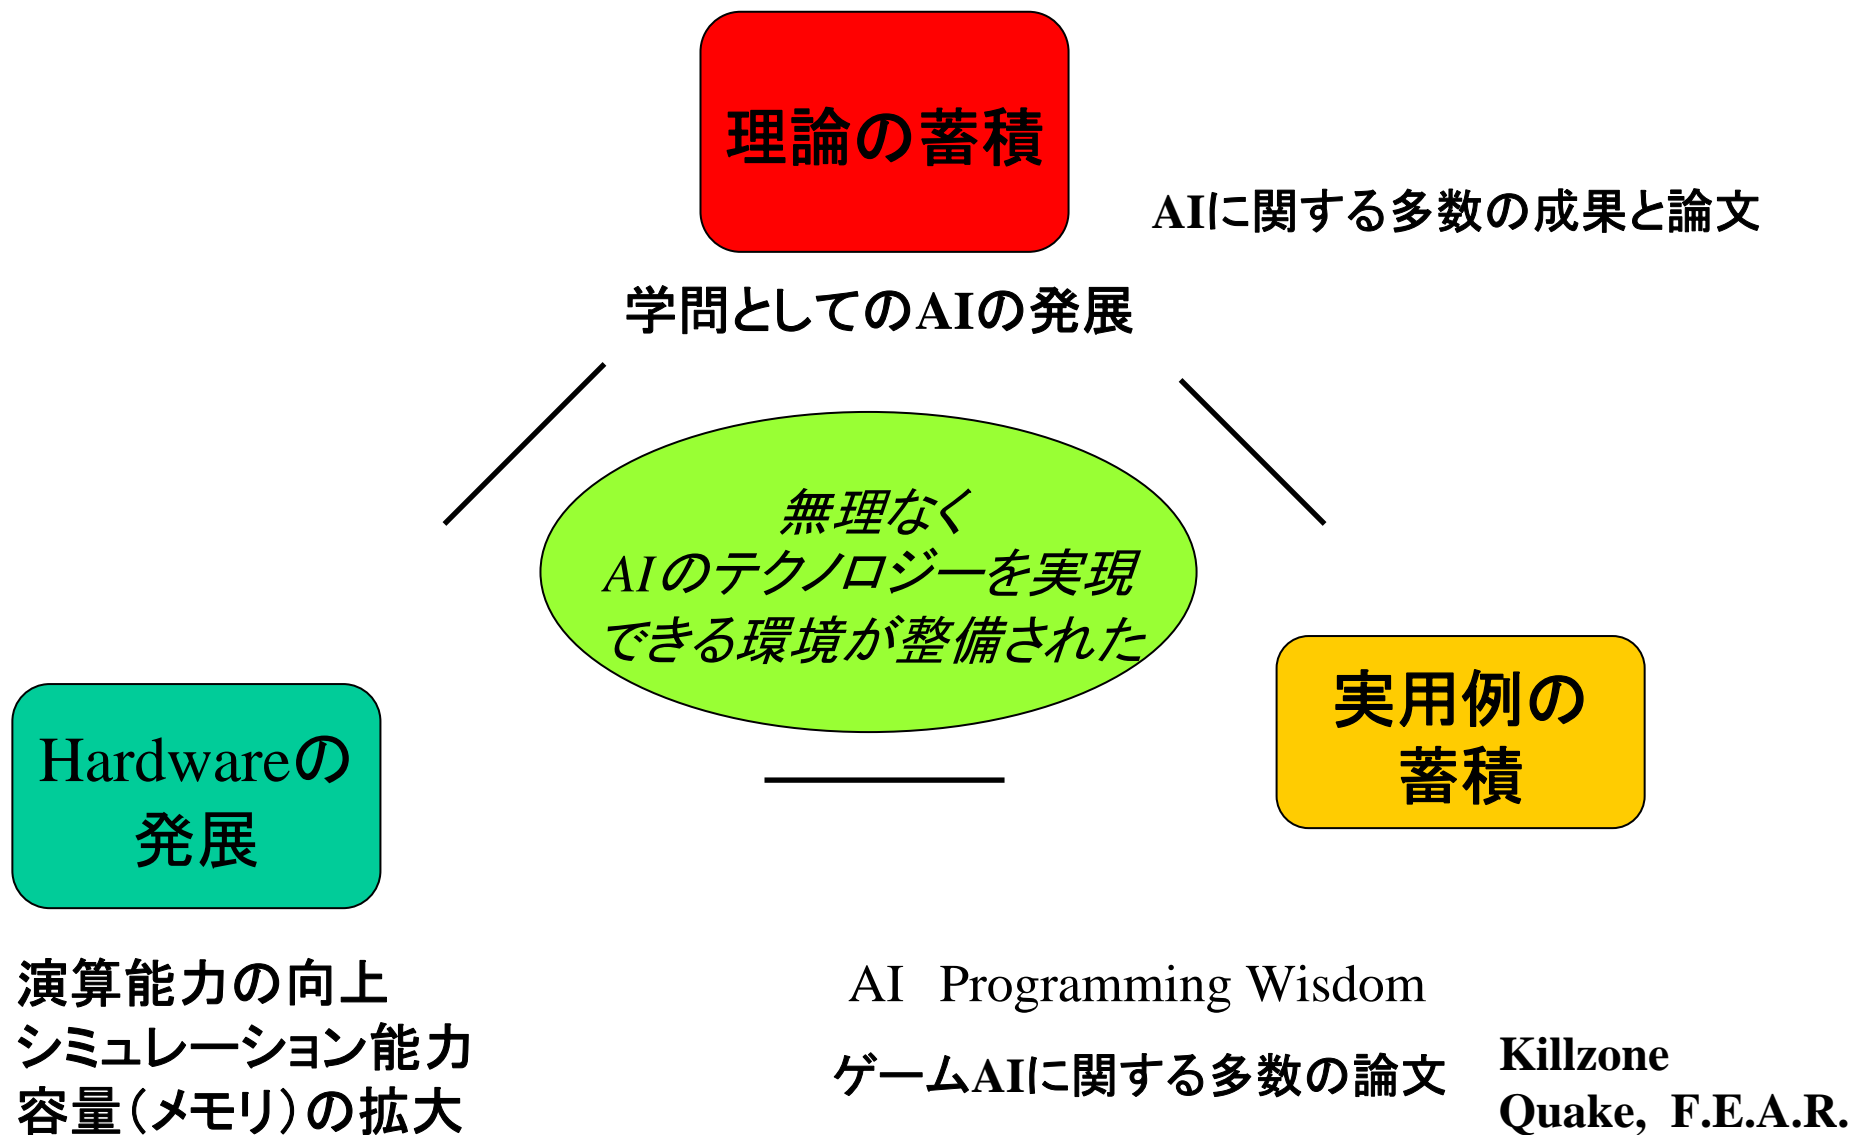 理論の蓄積
AIに関する多数の成果と論文
学問としてのAIの発展
無理なく
AIのテクノロジーを実現
できる環境が整備された
Hardwareの
発展
実用例の
蓄積
演算能力の向上
シミュレーション能力
容量（メモリ）の拡大
AI Programming Wisdom
ゲームAIに関する多数の論文
Killzone
Quake, F.E.A.R.